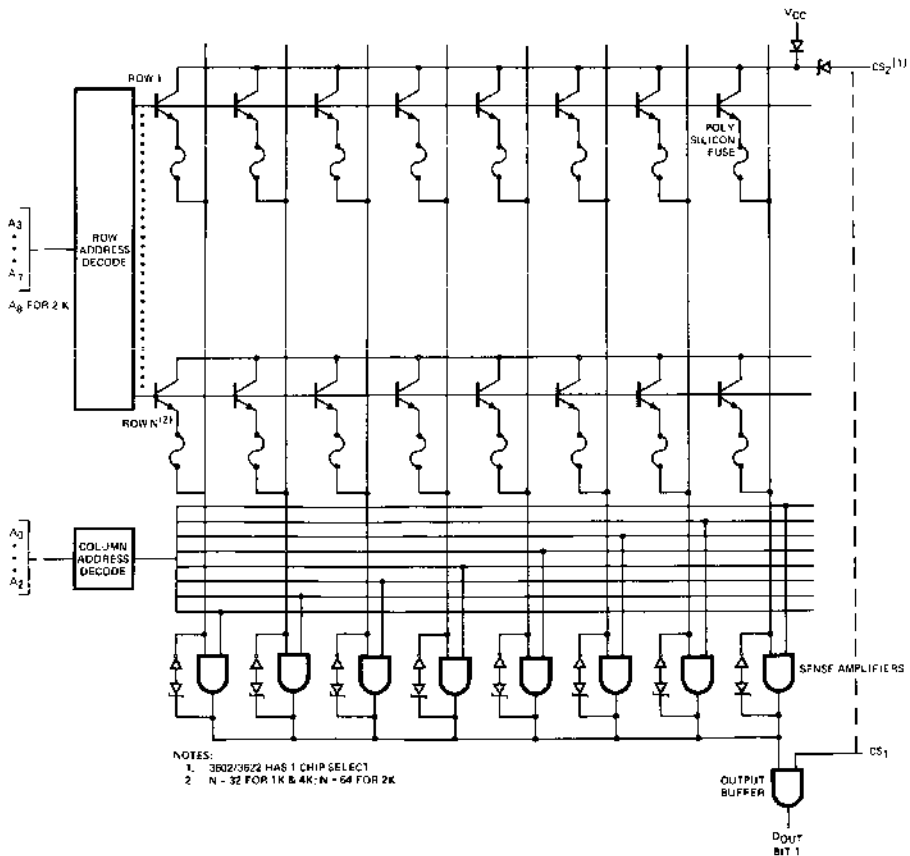 VCC
CS2(1)
ROW 1
POLY
SILICON
FUSE
A3
A7
ROW
ADDRESS
DECODE
A8 FOR 2 K
ROW N(2)
A0
A2
COLUMN
ADDRESS
DECODE
SENSE AMPLIFIERS
NOTES:
1. 3602/3622 HAS 1 CHIP SELECT
2 N - 32 FOR 1K & 4K; N - 64 FOR 2K
CS1
OUTPUT
BUFFER
DOUT
BIT 1